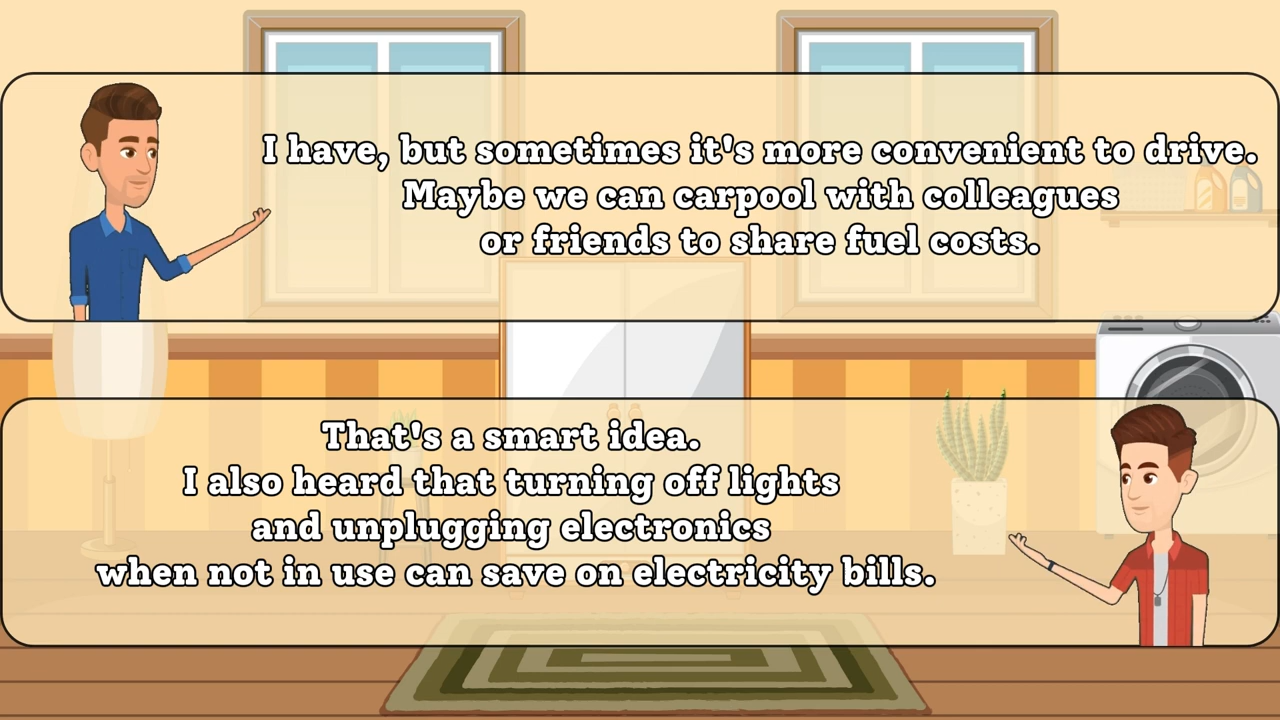 I have, but sometimes it's more convenient to drive.
Maybe we can carpool with colleagues
or friends to share fuel costs.
That's a smart idea.
I also heard that turning off lights
and unplugging electronics
when not in use can save on electricity bills.